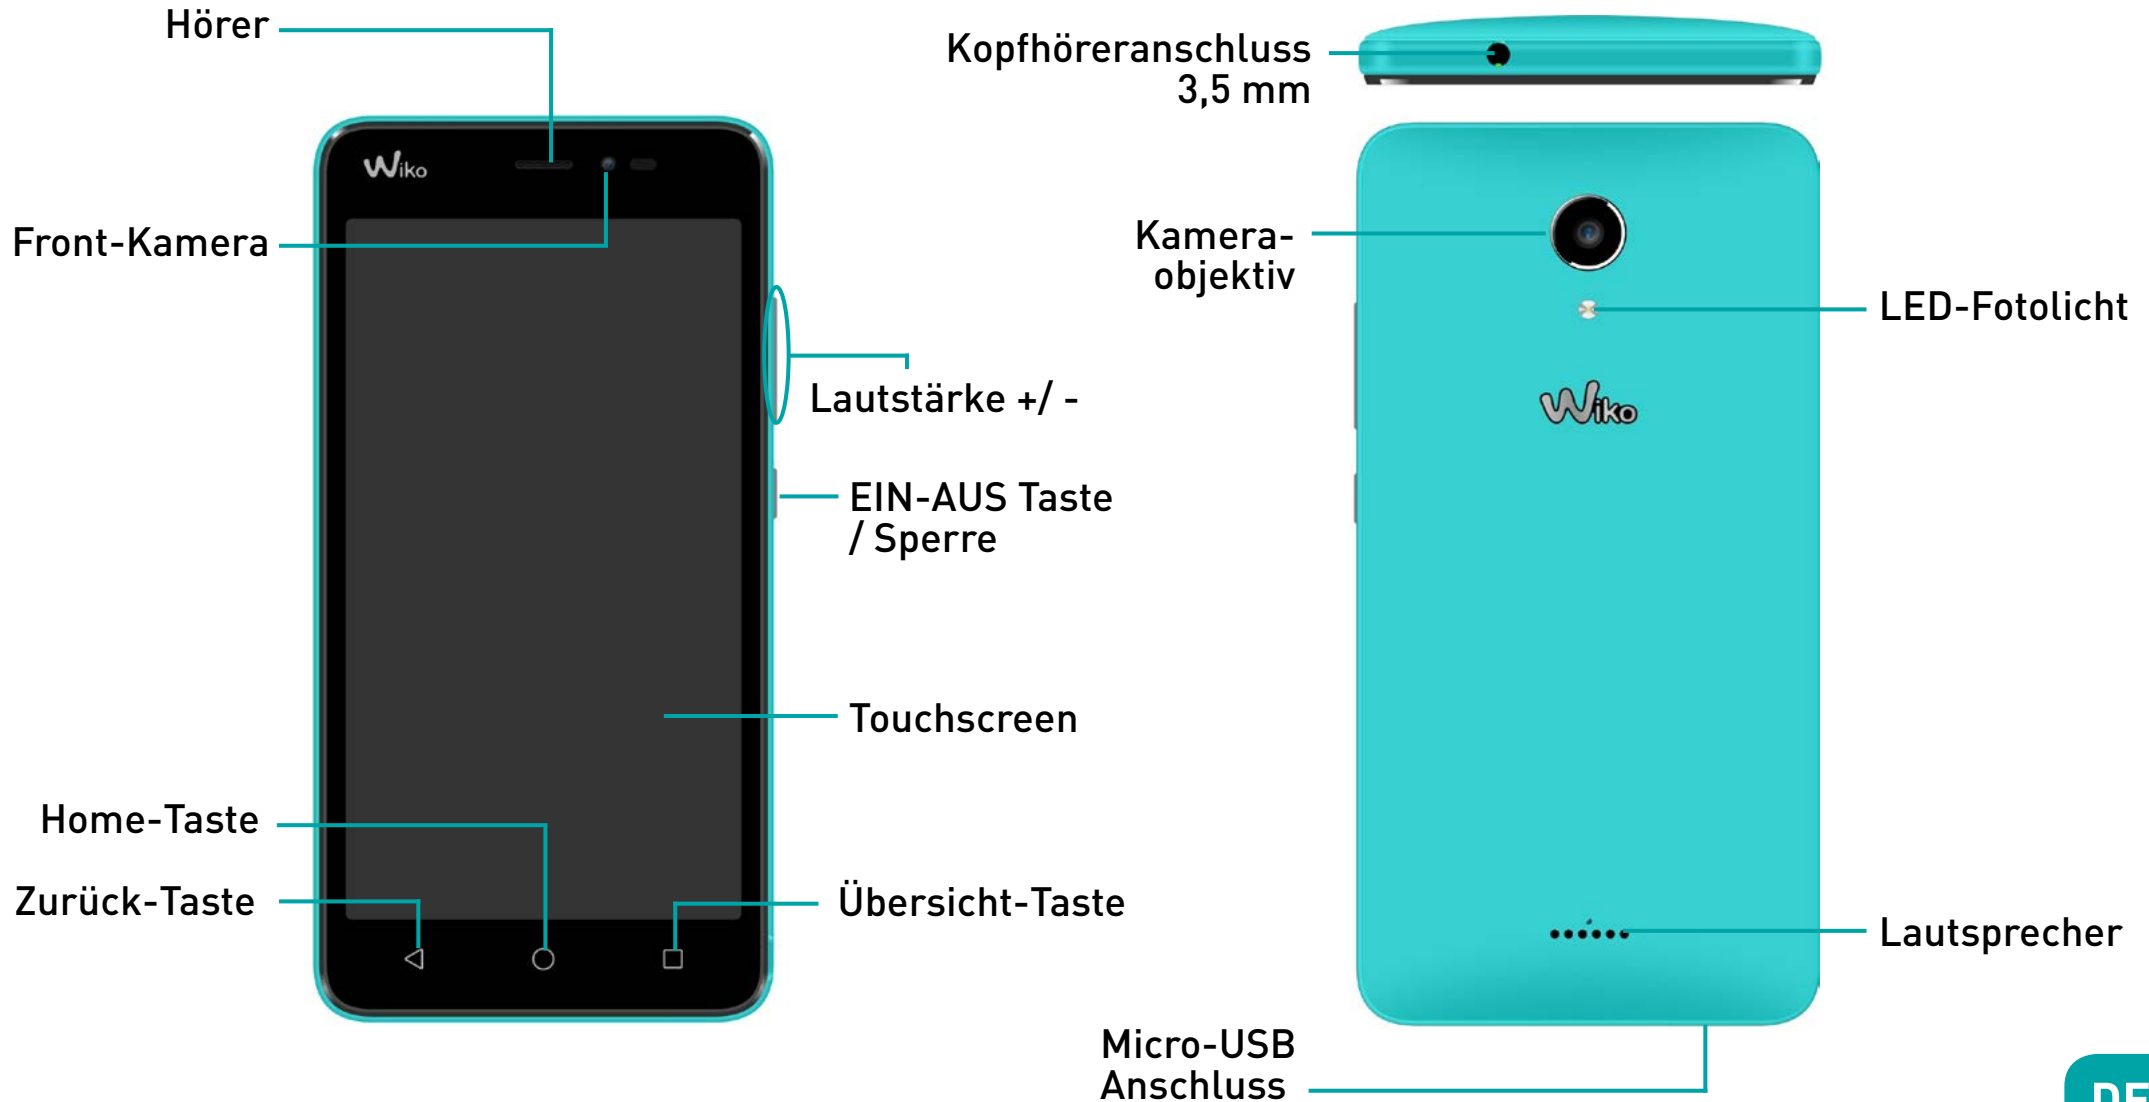 Hörer
Wiko
Front-Kamera
Lautstärke +/ -
EIN-AUS Taste
/ Sperre
Touchscreen
Home-Taste
Zurück-Taste
Übersicht-Taste
Kopfhöreranschluss
3,5 mm
Kamera-
objektiv
LED-Fotolicht
Wiko
Lautsprecher
Micro-USB
Anschluss
DE